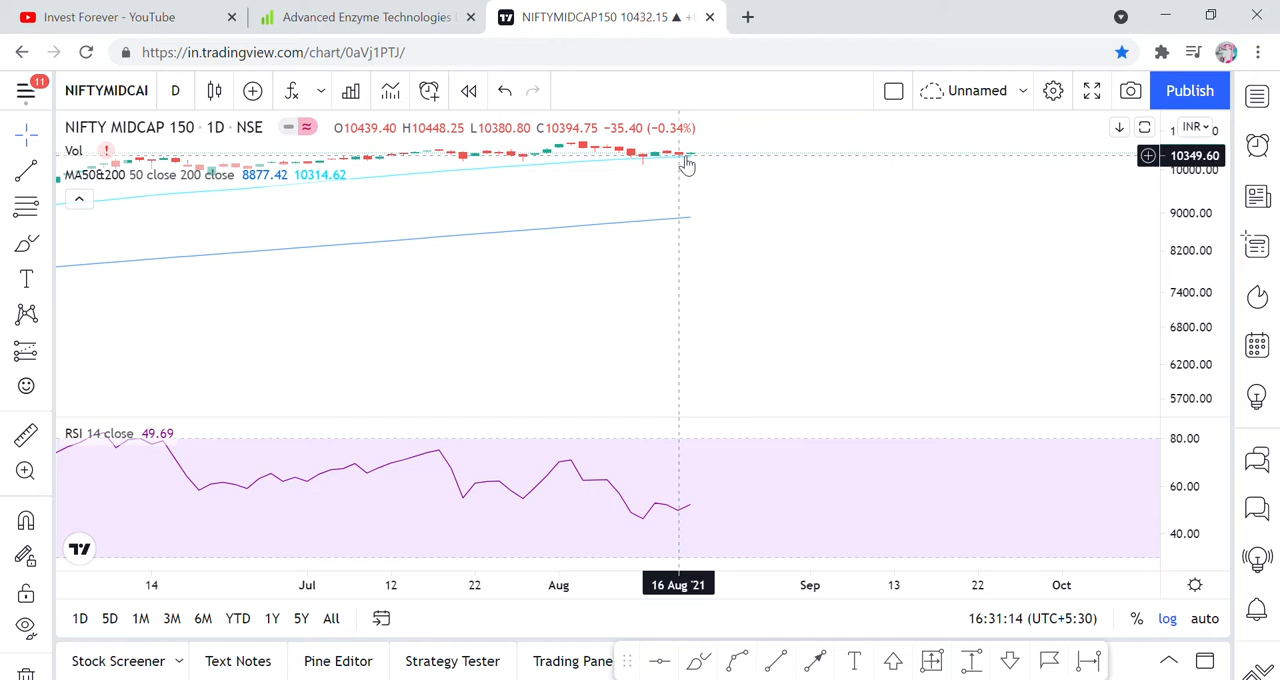 Invest Forever - YouTube
Advanced Enzyme Technologies
NIFTYMIDCAP150 10432.15 ▲ +
https://in.tradingview.com/chart/0aVj1PTJ/
11
NIFTYMIDCAI
D
Unnamed
Publish
NIFTY MIDCAP 150 · 1D · NSE
O10439.40 H10448.25 L10380.80 C10394.75 −35.40 (−0.34%)
INR
Vol
10349.60
10000.00
MA50&200 50 close 200 close 8877.42 10314.62
9000.00
8200.00
7400.00
6800.00
6200.00
5700.00
RSI 14 close 49.69
80.00
60.00
40.00
14 Jul 12 22 Aug 16 Aug '21 Sep 13 22 Oct
1D 5D 1M 3M 6M YTD 1Y 5Y All
16:31:14 (UTC+5:30)
% log auto
Stock Screener
Text Notes
Pine Editor
Strategy Tester
Trading Pane